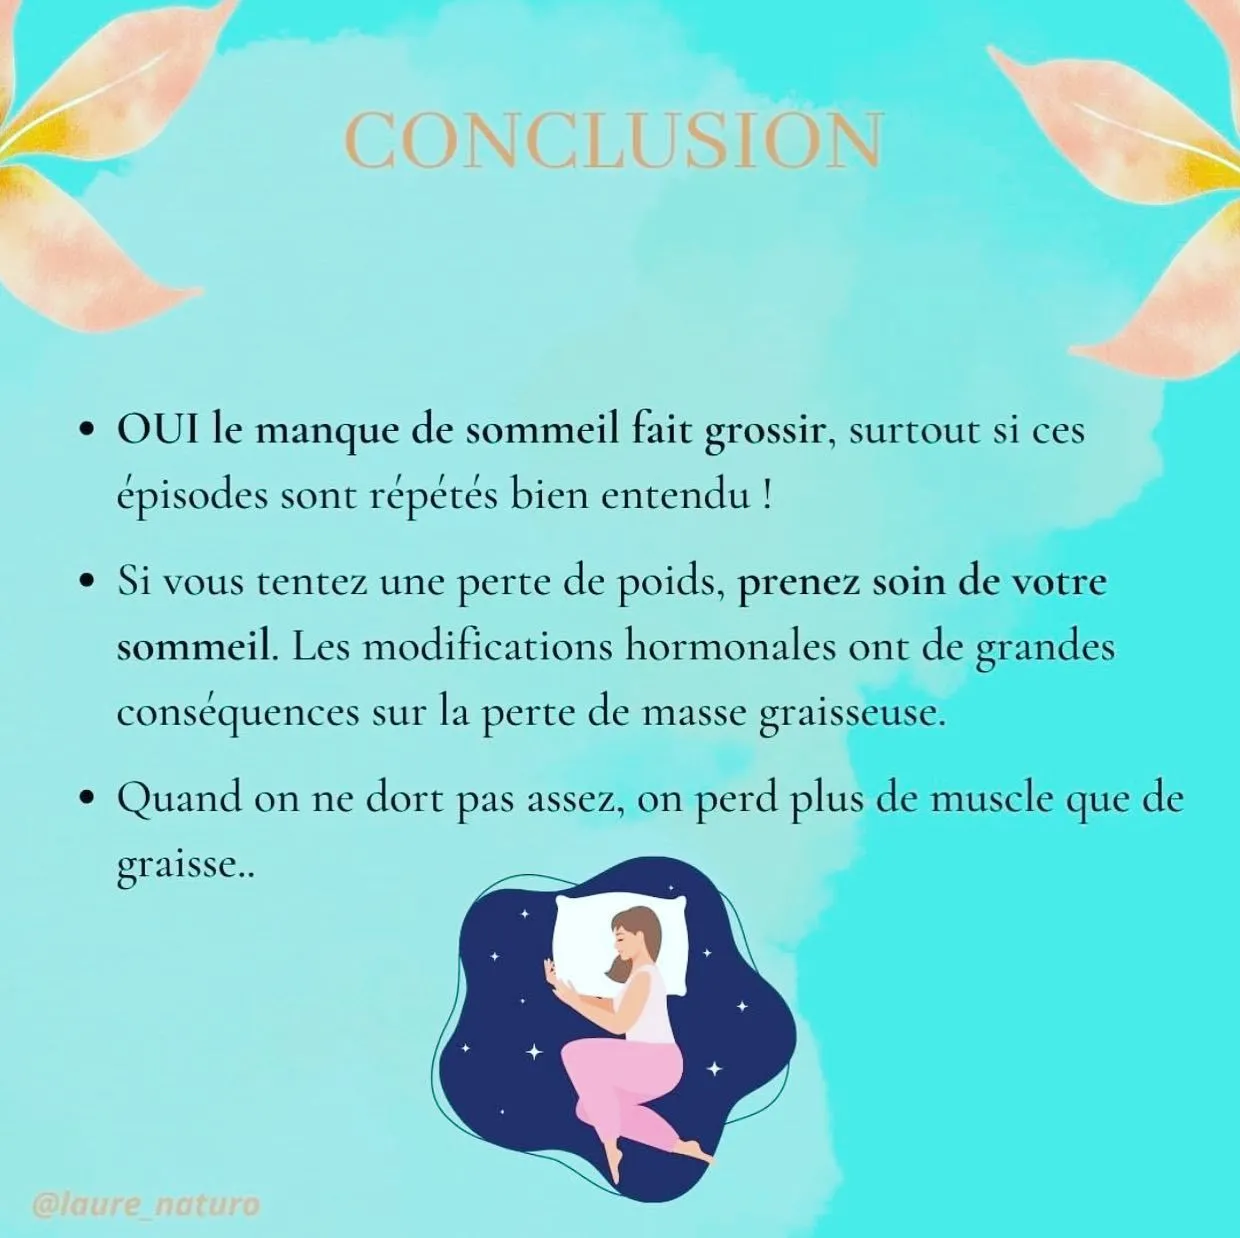 CONCLUSION
• OUI le manque de sommeil fait grossir, surtout si ces
épisodes sont répétés bien entendu !
• Si vous tentez une perte de poids, prenez soin de votre
sommeil. Les modifications hormonales ont de grandes
conséquences sur la perte de masse graisseuse.
• Quand on ne dort pas assez, on perd plus de muscle que de
graisse..
@laure_naturo